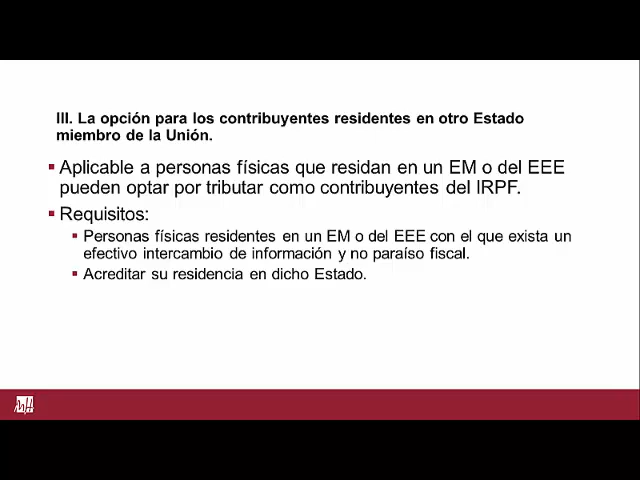 III. La opción para los contribuyentes residentes en otro Estado
miembro de la Unión.
▪ Aplicable a personas físicas que residan en un EM o del EEE
pueden optar por tributar como contribuyentes del IRPF.
▪ Requisitos:
▪ Personas físicas residentes en un EM o del EEE con el que exista un
efectivo intercambio de información y no paraíso fiscal.
▪ Acreditar su residencia en dicho Estado.